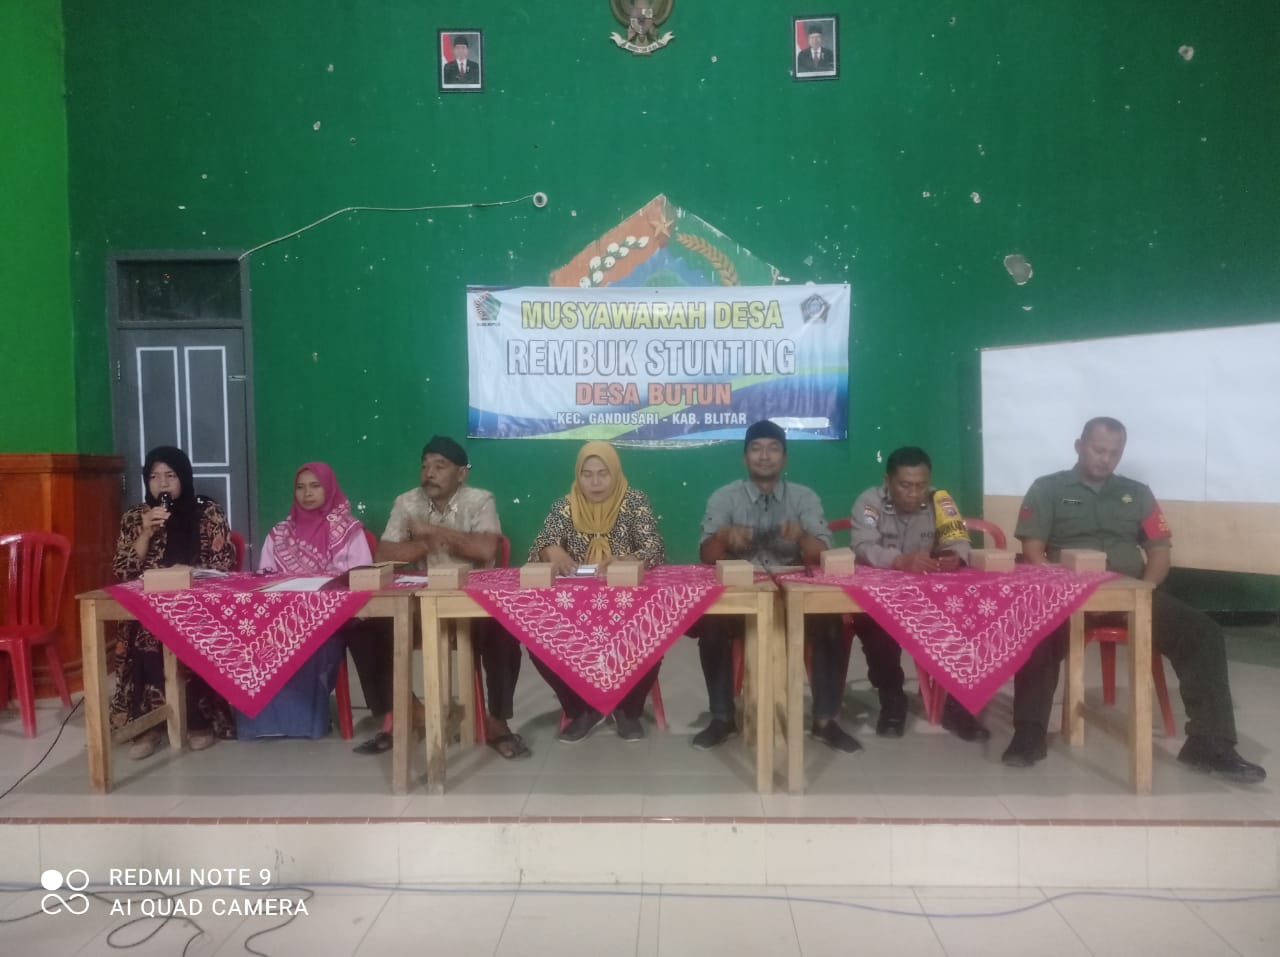 MUSYAWARAH DESA
REMBUK STUNTING
DESA BUTUN
KEC. GANDUSARI - KAB. BLITAR
REDMI NOTE 9
AI QUAD CAMERA